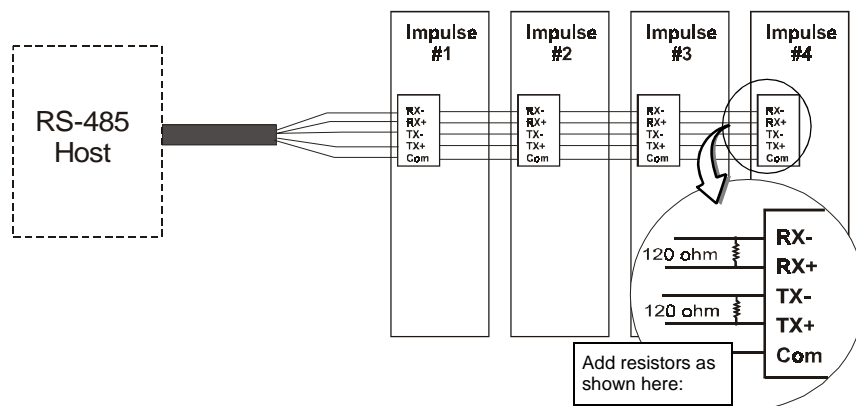 RS-485
Host
Impulse
#1
Impulse
#2
Impulse
#3
Impulse
#4
RX-
RX+
TX-
TX+
Com
RX-
RX+
TX-
TX+
Com
RX-
RX+
TX-
TX+
Com
RX-
RX+
TX-
TX+
Com
120 ohm
RX-
RX+
120 ohm
TX-
TX+
Com
Add resistors as
shown here: